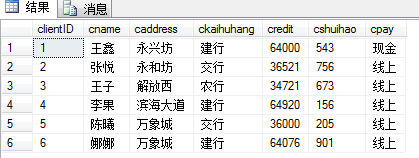 结果 消息
clientID cname caddress ckaihuhang credit cshuihao cpay
1 1 王鑫 永兴坊 建行 64000 543 现金
2 2 张悦 永和坊 交行 36521 756 线上
3 3 王子 解放西 农行 34721 673 线上
4 4 李果 滨海大道 建行 64920 156 线上
5 5 陈曦 万象城 交行 36000 205 线上
6 6 娜娜 万象城 建行 64076 901 线上